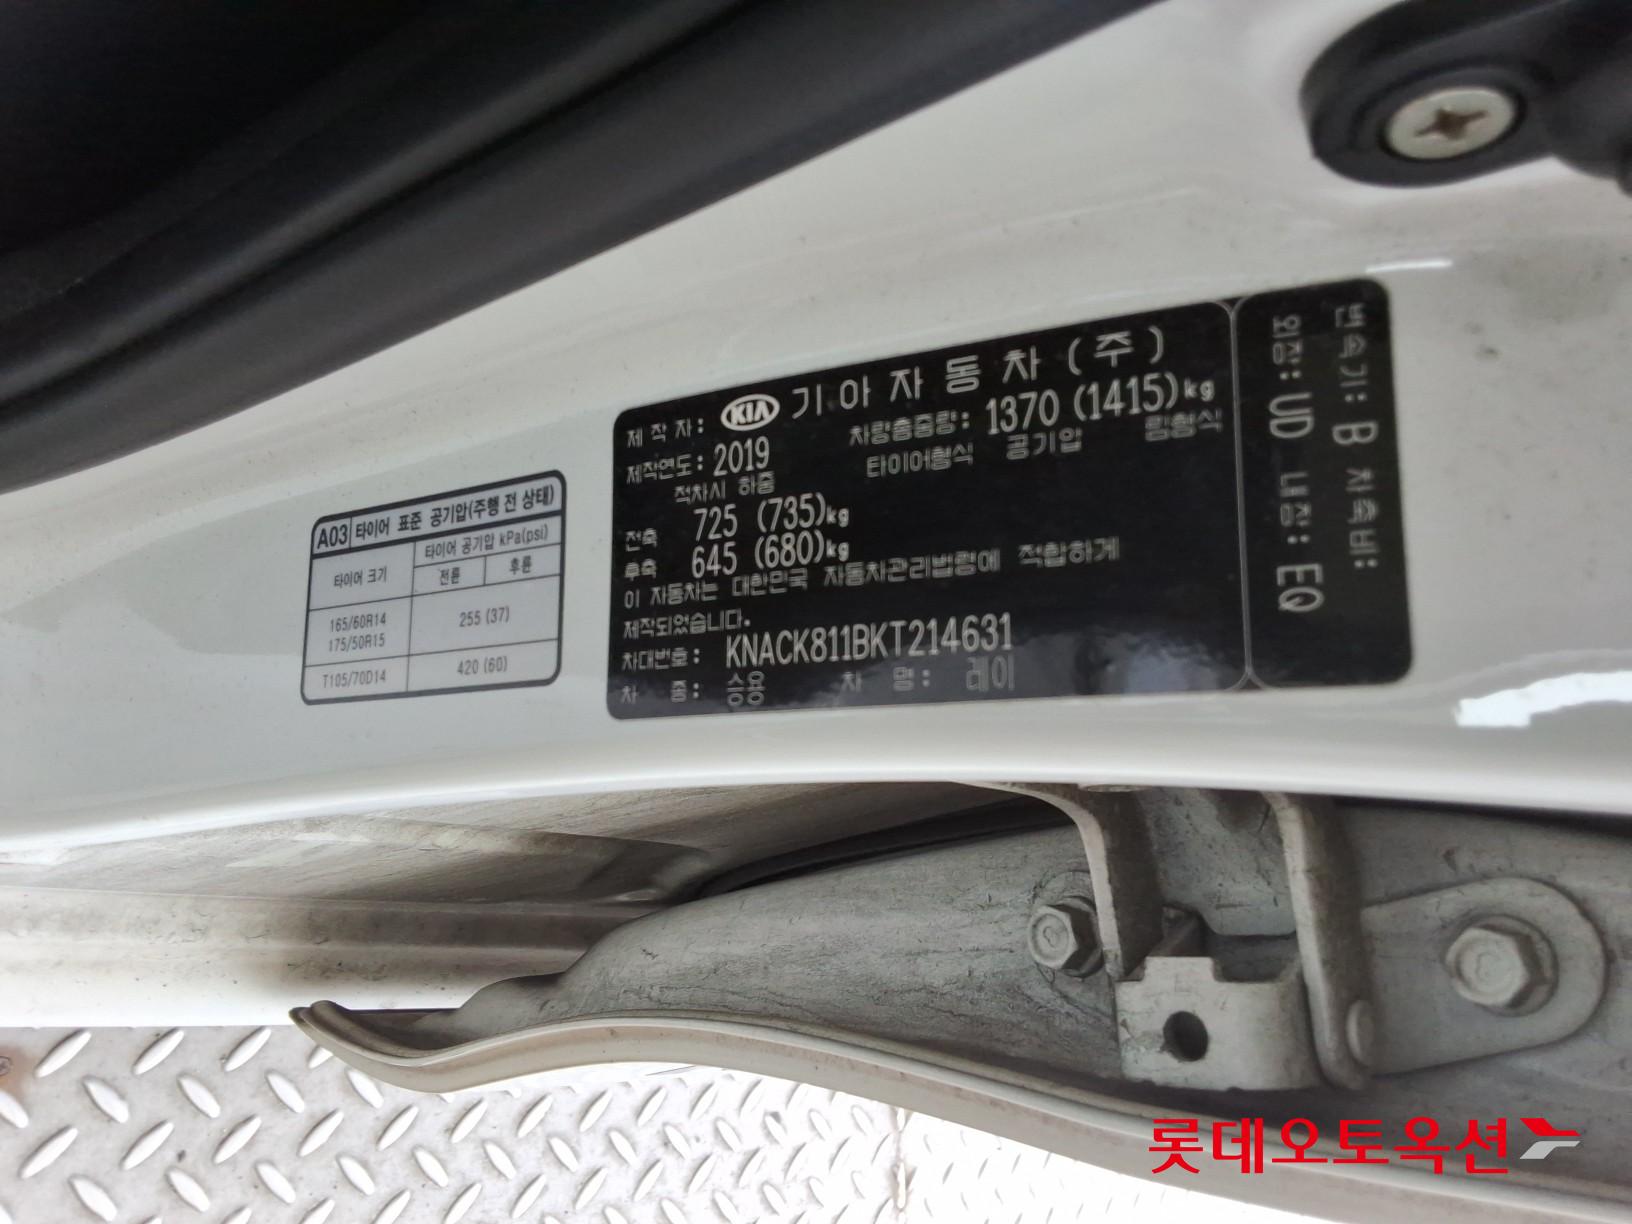 A03 타이어 표준 공기압(주행 전 상태)
타이어 크기 타이어 공기압 kPa(psi)
전륜 후륜
165/60R14
175/50R15 255 (37)
T105/70D14 420 (60)
제 작 자: KIA 기아자동차(주)
제작연도: 2019 차량총중량: 1370 (1415)kg
적차시 하중 타이어형식 공기압 림형식
전축 725 (735)kg
후축 645 (680)kg
이 자동차는 대한민국 자동차관리법령에 적합하게
제작되었습니다.
차대번호: KNACK811BKT214631
차 종: 승용 차 명: 레이
변속기: B 저속비:
외장: UD 내장: EQ
롯데오토옥션